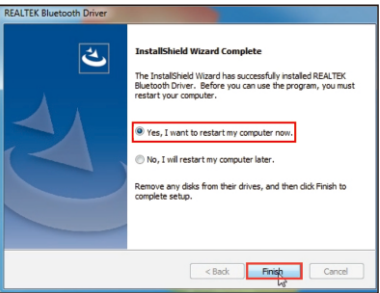 REALTEK Bluetooth Driver
InstallShield Wizard Complete
The InstallShield Wizard has successfully installed REALTEK
Bluetooth Driver. Before you can use the program, you must
restart your computer.
Yes, I want to restart my computer now.
No, I will restart my computer later.
Remove any disks from their drives, and then click Finish to
complete setup.
< Back Finish Cancel